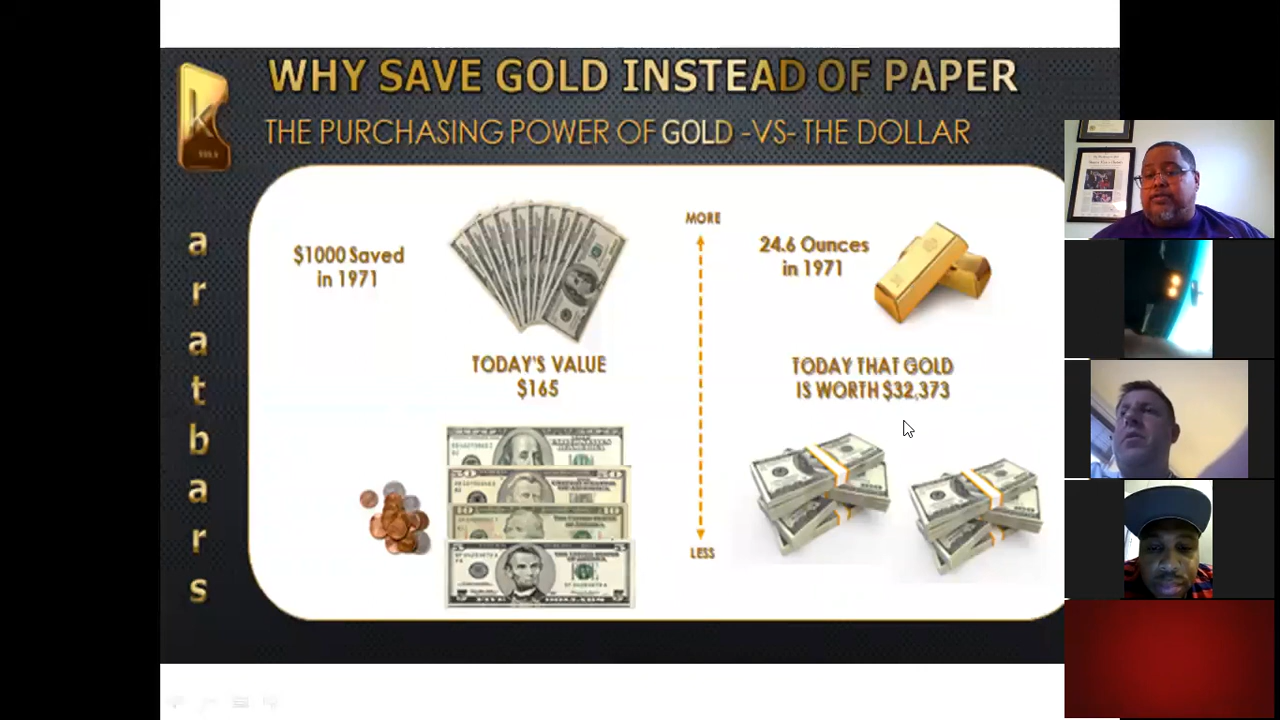 WHY SAVE GOLD INSTEAD OF PAPER
THE PURCHASING POWER OF GOLD -VS- THE DOLLAR
K
aratbars
$1000 Saved
in 1971
TODAY'S VALUE
$165
MORE
LESS
24.6 Ounces
in 1971
TODAY THAT GOLD
IS WORTH $32,373